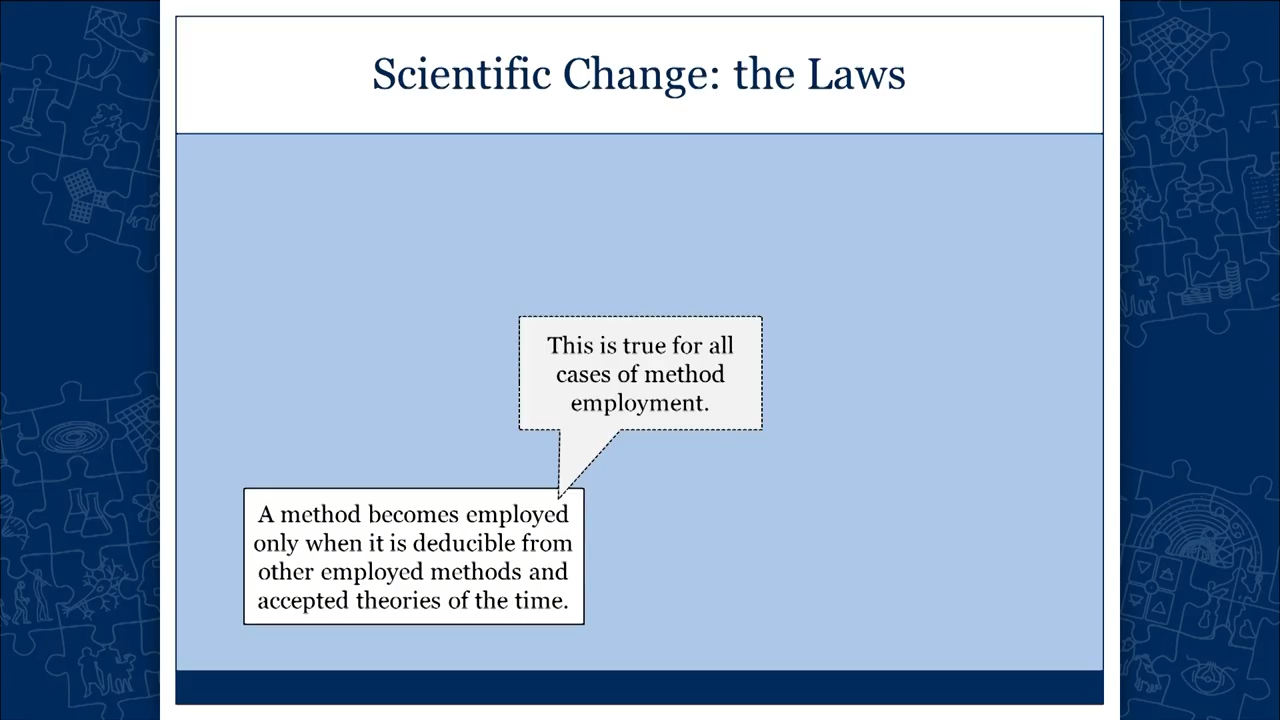 Scientific Change: the Laws
This is true for all
cases of method
employment.
A method becomes employed
only when it is deducible from
other employed methods and
accepted theories of the time.